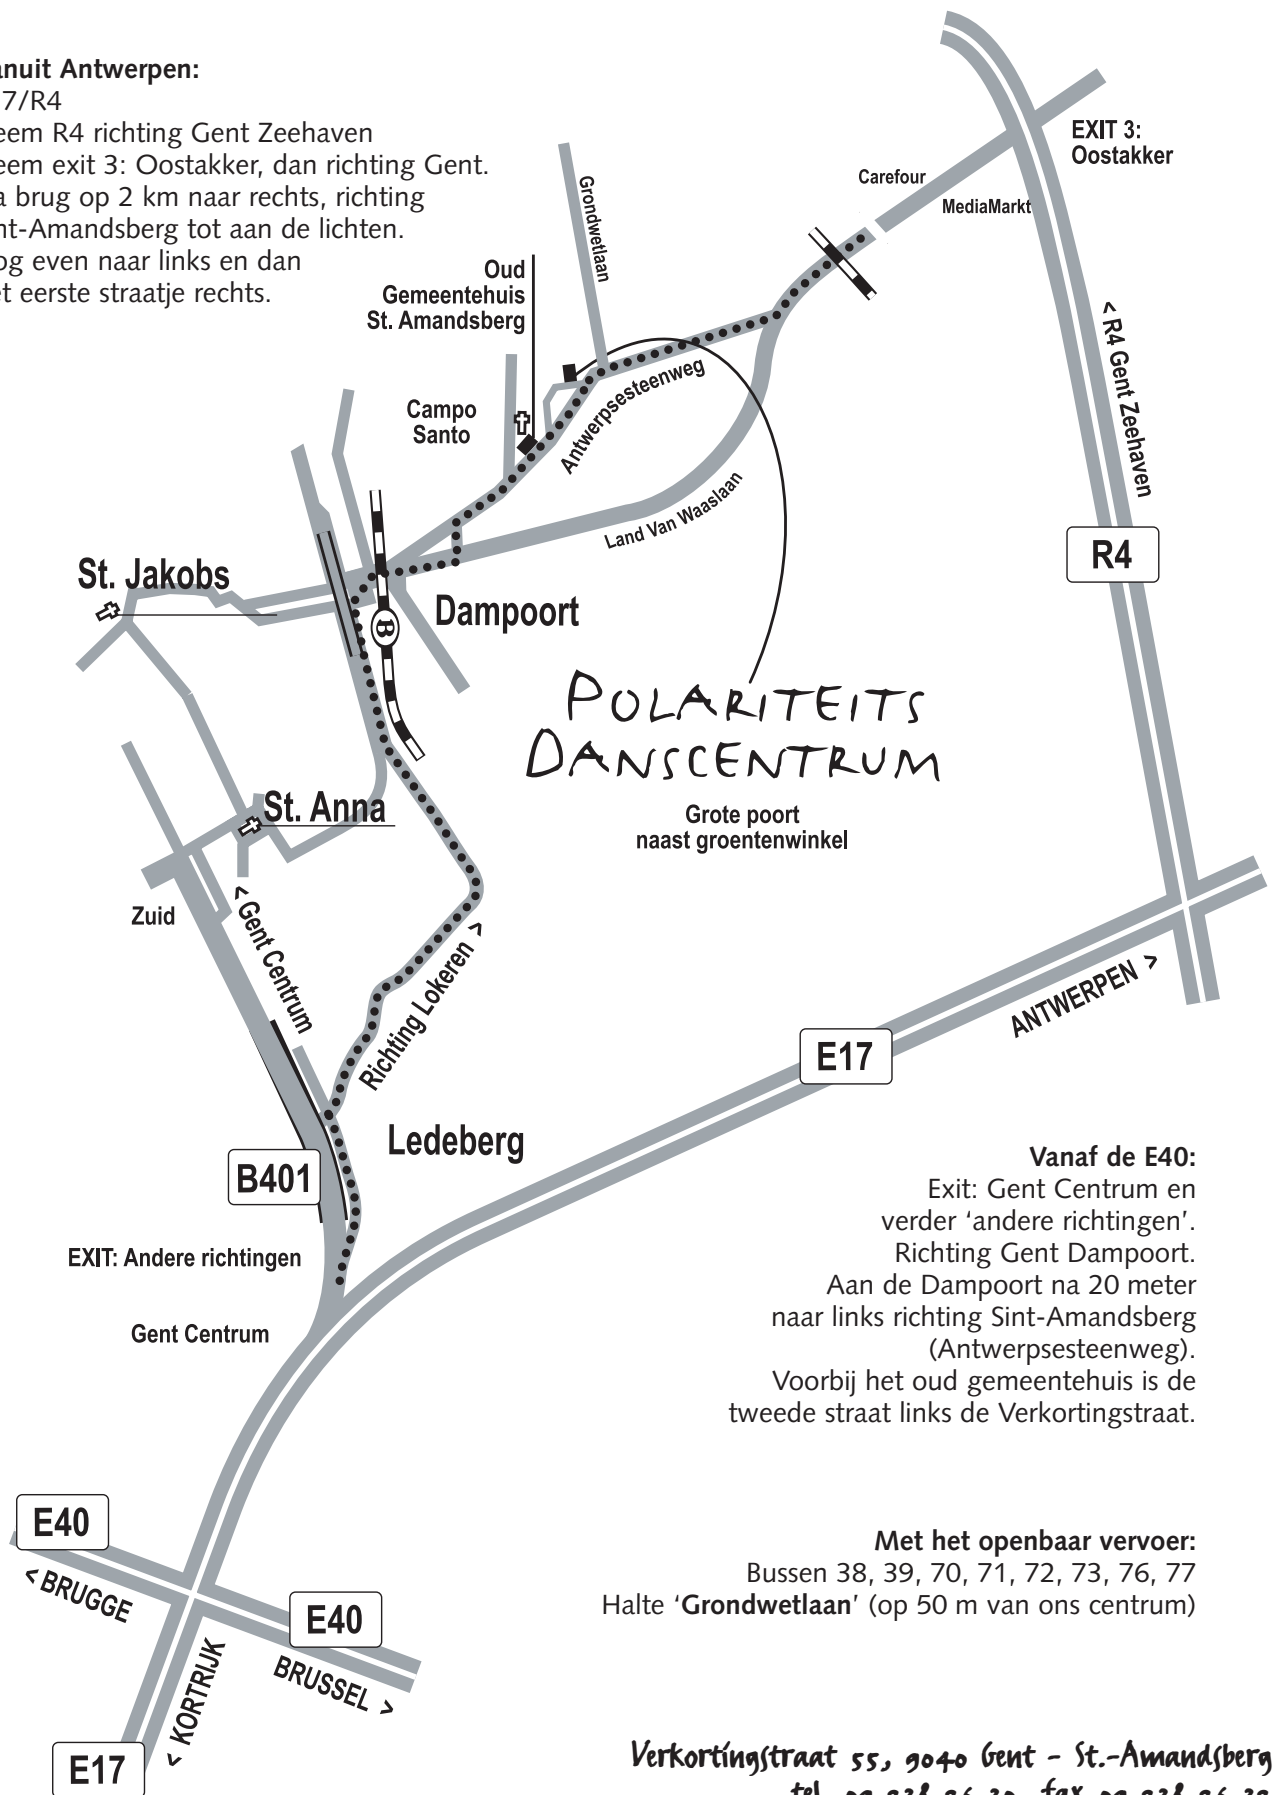 Antwerpen:
7/R4
R4 richting Gent Zeehaven
exit 3: Oostakker, dan richting Gent.
brug op 2 km naar rechts, richting
tot aan de lichten.
even naar links en dan
eerste straatje rechts.
EXIT 3:
Oostakker
Carefour
MediaMarkt
Grondwetlaan
Oud
Gemeentehuis
St. Amandsberg
< R4 Gent Zeehaven
Antwerpsesteenweg
Campo
Santo
Land Van Waaslaan
R4
St. Jakobs
Dampoort
B
POLARITEITS
DANSCENTRUM
Grote poort
naast groentenwinkel
St. Anna
Zuid
< Gent Centrum
Richting Lokeren >
ANTWERPEN >
E17
Ledeberg
B401
EXIT: Andere richtingen
Gent Centrum
Vanaf de E40:
Exit: Gent Centrum en
verder ‘andere richtingen’.
Richting Gent Dampoort.
Aan de Dampoort na 20 meter
naar links richting Sint-Amandsberg
(Antwerpsesteenweg).
Voorbij het oud gemeentehuis is de
tweede straat links de Verkortingstraat.
E40
< BRUGGE
E40
BRUSSEL >
< KORTRIJK
E17
Met het openbaar vervoer:
Bussen 38, 39, 70, 71, 72, 73, 76, 77
Halte ‘Grondwetlaan’ (op 50 m van ons centrum)
Verkortingstraat 55, 9040 Gent - St.-Amandsberg